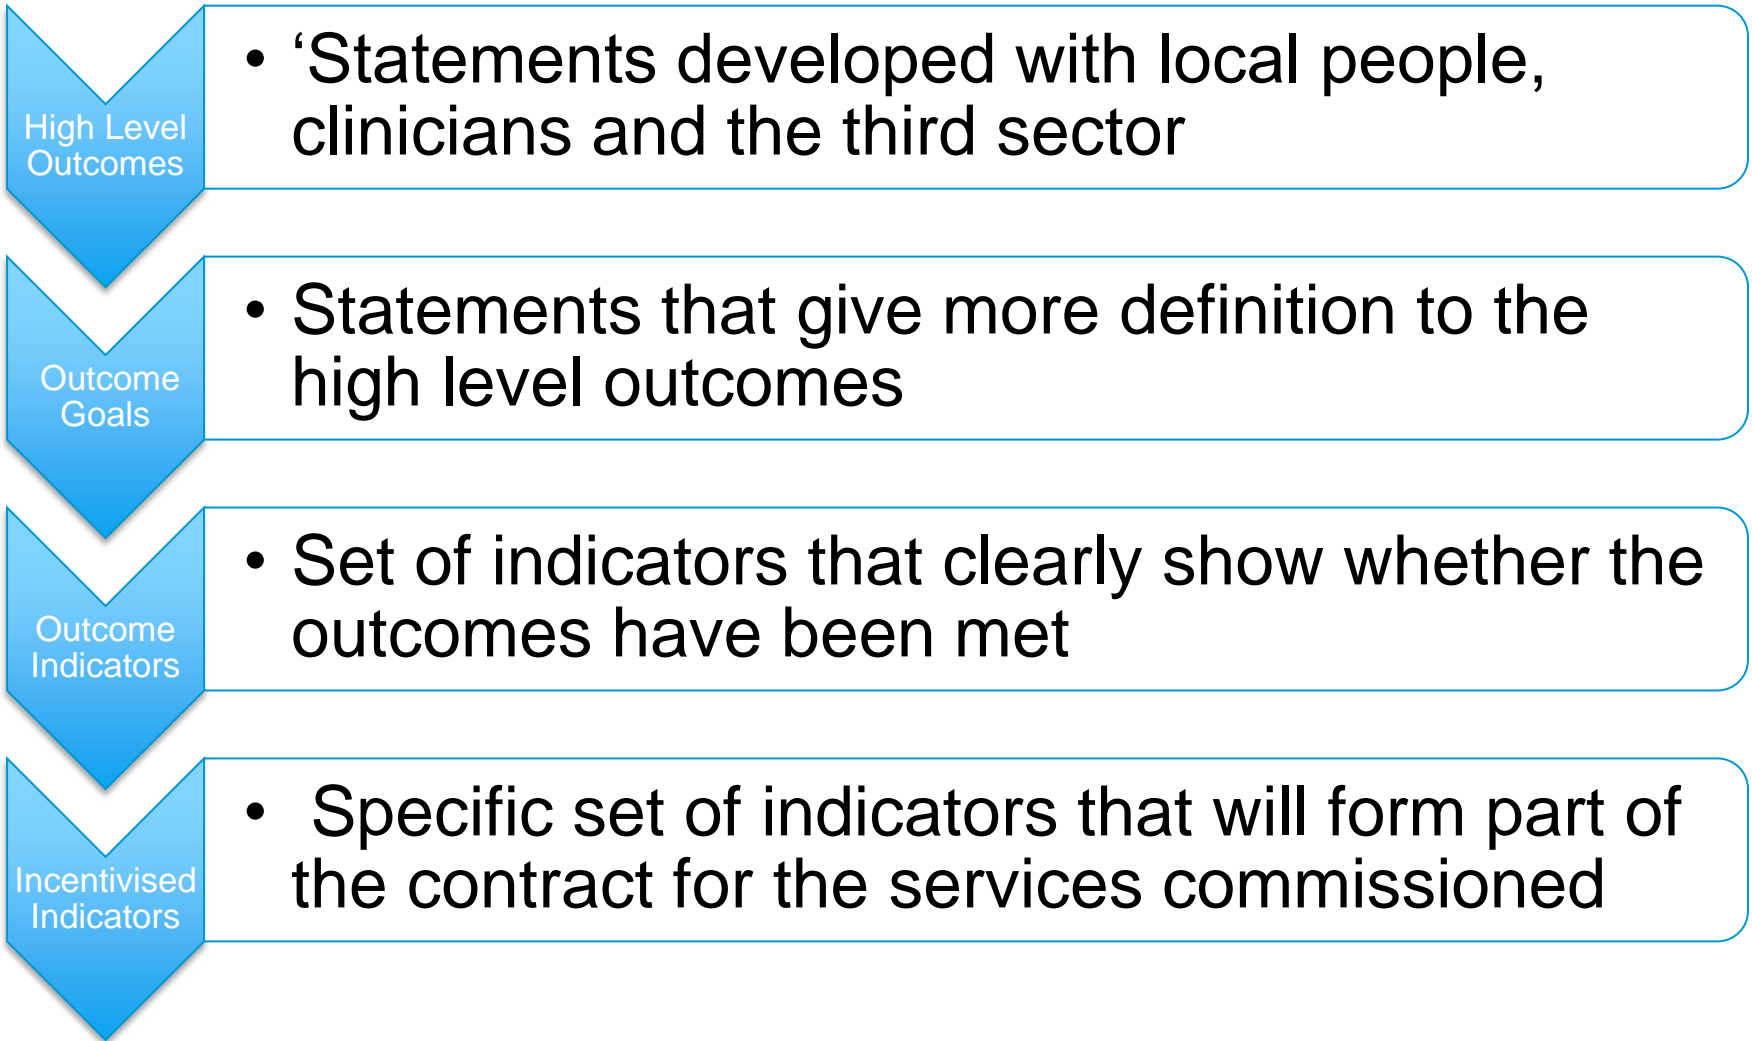 High Level
Outcomes
• ‘Statements developed with local people,
clinicians and the third sector
Outcome
Goals
• Statements that give more definition to the
high level outcomes
Outcome
Indicators
• Set of indicators that clearly show whether the
outcomes have been met
Incentivised
Indicators
• Specific set of indicators that will form part of
the contract for the services commissioned